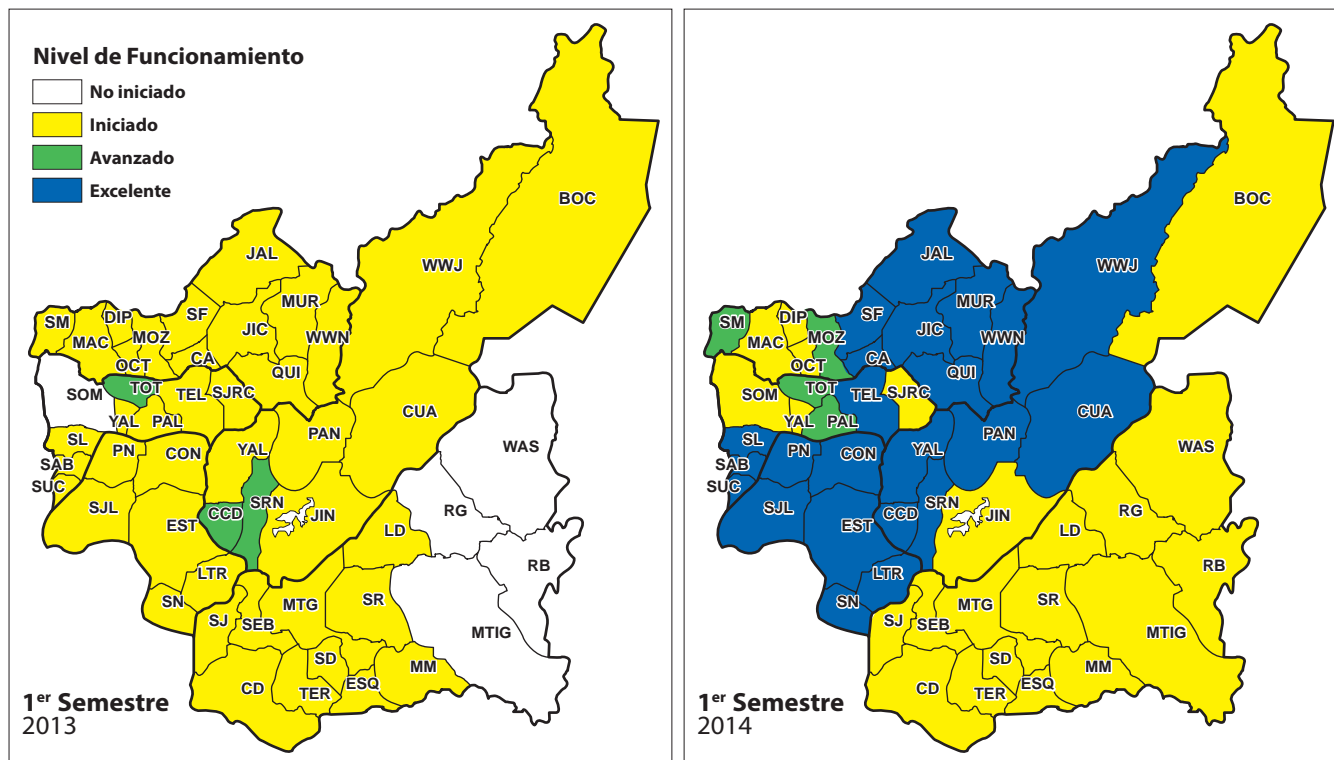 Nivel de Funcionamiento
No iniciado
Iniciado
Avanzado
Excelente
BOC
WWJ
JAL
MUR
SF
JIC
WWN
DIP
SM
MOZ
MAC
CA
OCT
QUI
TOT
SOM
TEL
SJRC
CUA
YAL
PAL
PAN
WAS
SL
PN
CON
YAL
SAB
SUC
SRN
SJL
CCD
JIN
RG
EST
LD
RB
LTR
SN
MTG
SR
SJ
SEB
MTIG
SD
MM
ESQ
CD
TER
1er Semestre
2013
BOC
WWJ
JAL
MUR
SF
JIC
WWN
DIP
SM
MOZ
MAC
CA
OCT
QUI
TOT
SOM
TEL
SJRC
CUA
YAL
PAL
PAN
WAS
SL
PN
CON
YAL
SAB
SUC
SRN
SJL
CCD
JIN
RG
EST
LD
RB
LTR
SN
MTG
SR
SJ
SEB
MTIG
SD
MM
ESQ
CD
TER
1er Semestre
2014